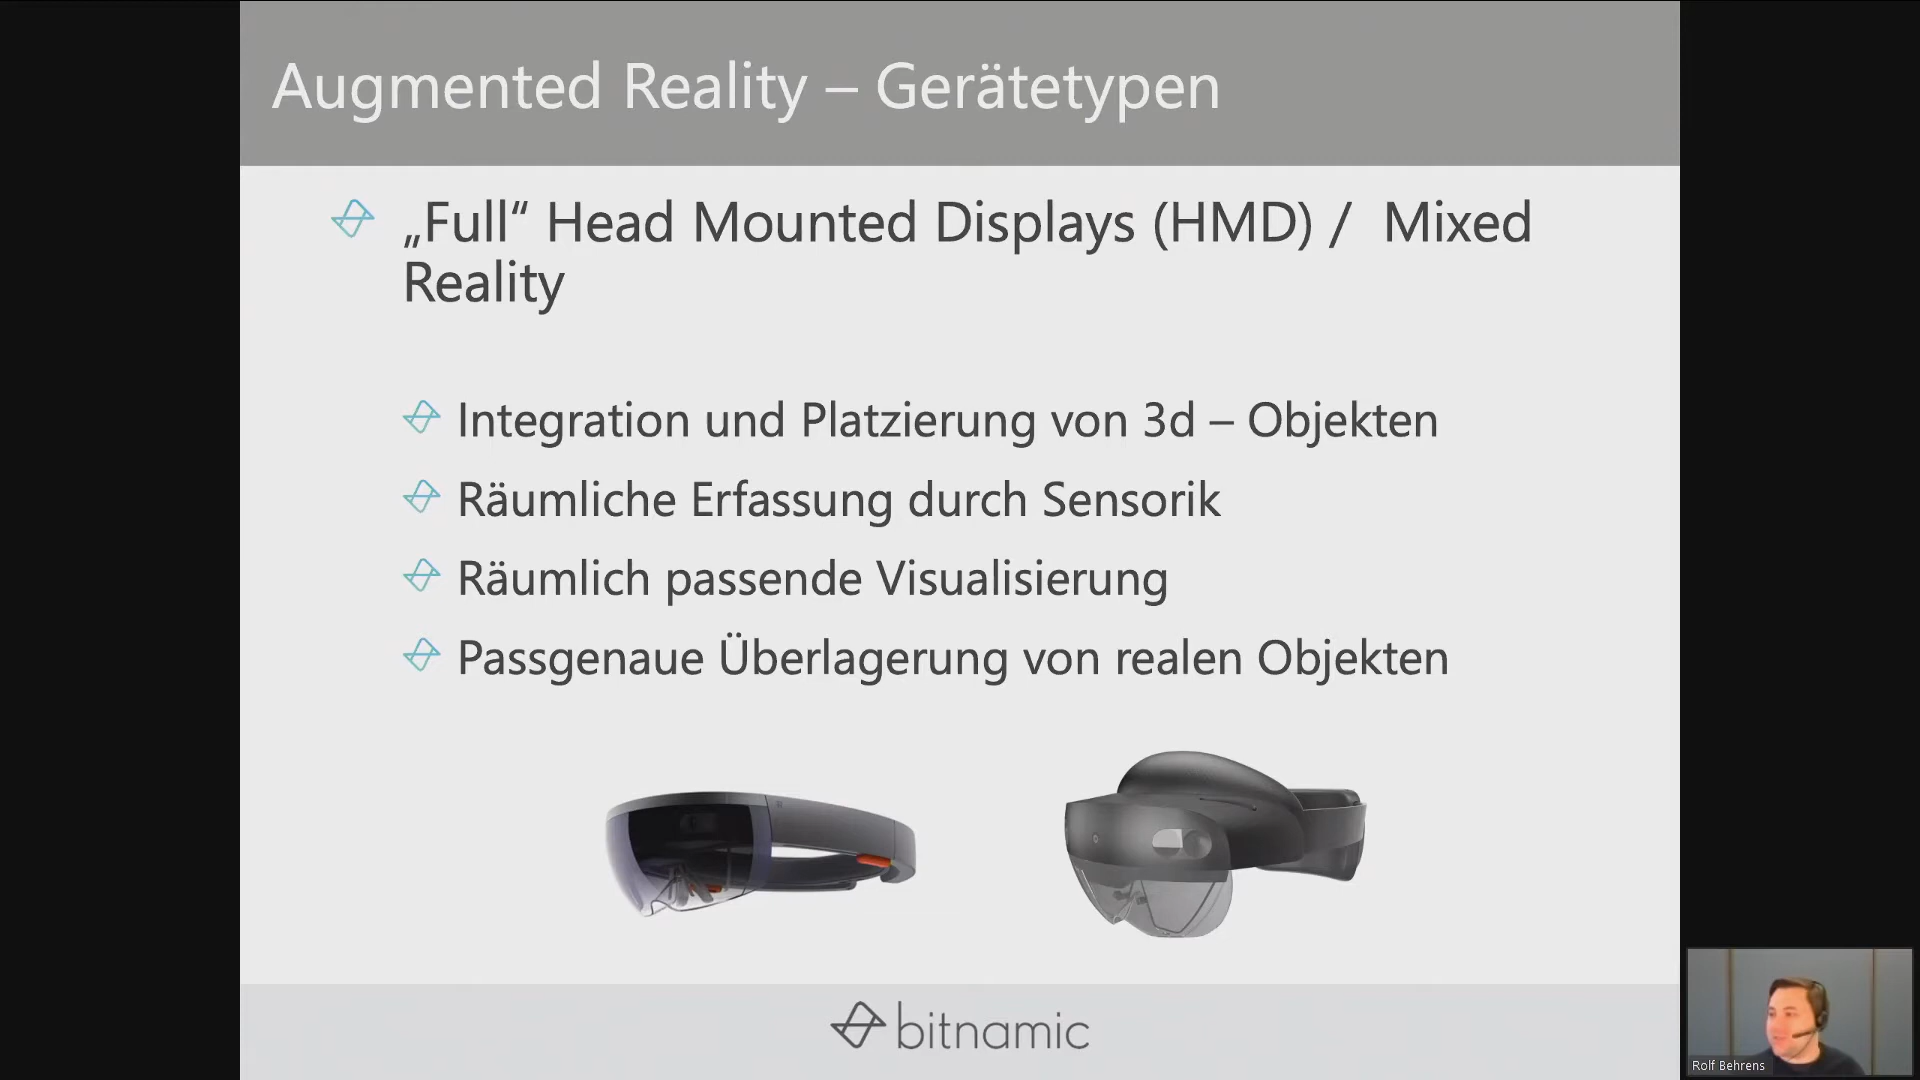 Augmented Reality – Gerätetypen
„Full“ Head Mounted Displays (HMD) /  Mixed
Reality
Integration und Platzierung von 3d – Objekten
Räumliche Erfassung durch Sensorik
Räumlich passende Visualisierung
Passgenaue Überlagerung von realen Objekten
bitnamic
Rolf Behrens